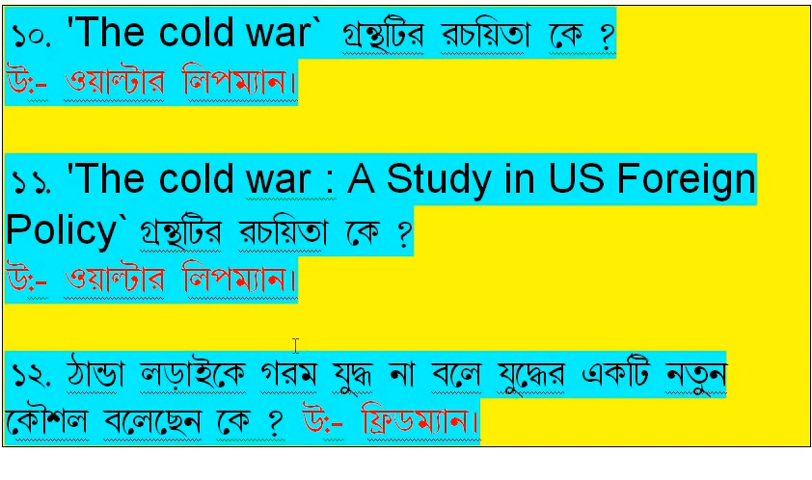 ১০. 'The cold war` গ্রন্থটির রচয়িতা কে ?
উ:- ওয়াল্টার লিপম্যান।
১১. 'The cold war : A Study in US Foreign
Policy` গ্রন্থটির রচয়িতা কে ?
উ:- ওয়াল্টার লিপম্যান।
১২. ঠান্ডা লড়াইকে গরম যুদ্ধ না বলে যুদ্ধের একটি নতুন
কৌশল বলেছেন কে ? উ:- ফ্রিডম্যান।